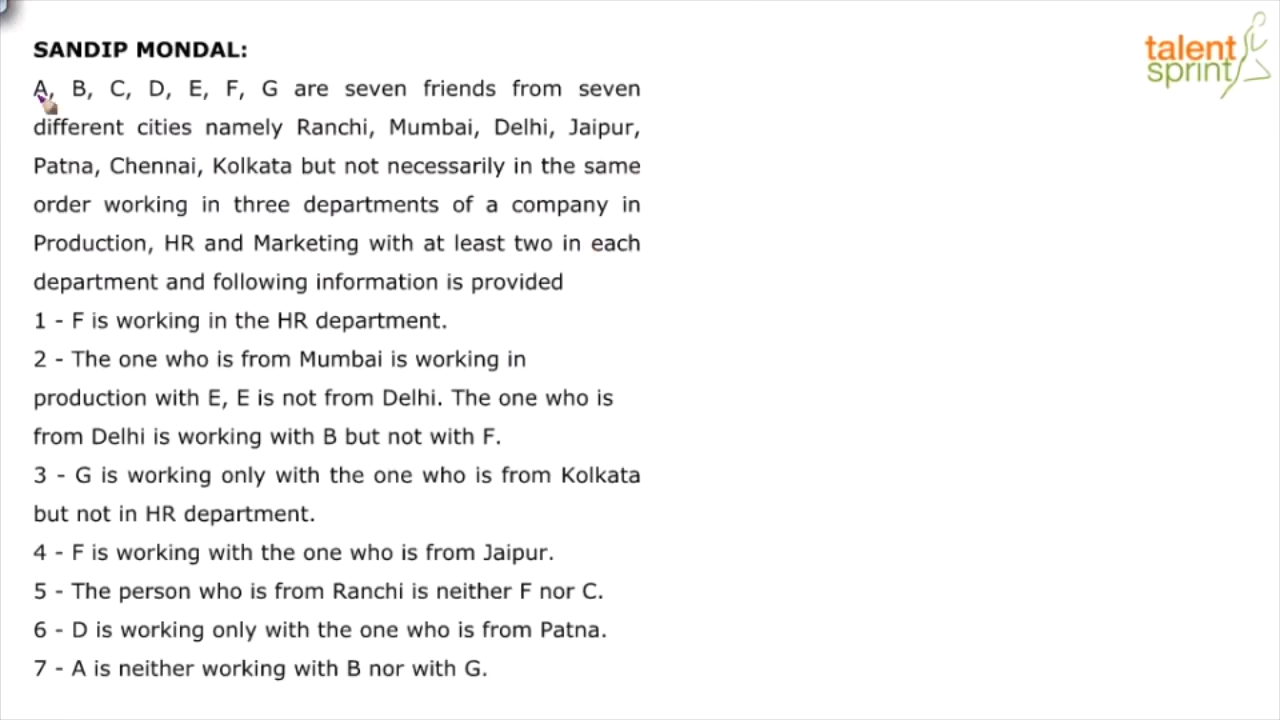 SANDIP MONDAL:
talent
sprint
A, B, C, D, E, F, G are seven friends from seven
different cities namely Ranchi, Mumbai, Delhi, Jaipur,
Patna, Chennai, Kolkata but not necessarily in the same
order working in three departments of a company in
Production, HR and Marketing with at least two in each
department and following information is provided
1 - F is working in the HR department.
2 - The one who is from Mumbai is working in
production with E, E is not from Delhi. The one who is
from Delhi is working with B but not with F.
3 - G is working only with the one who is from Kolkata
but not in HR department.
4 - F is working with the one who is from Jaipur.
5 - The person who is from Ranchi is neither F nor C.
6 - D is working only with the one who is from Patna.
7 - A is neither working with B nor with G.